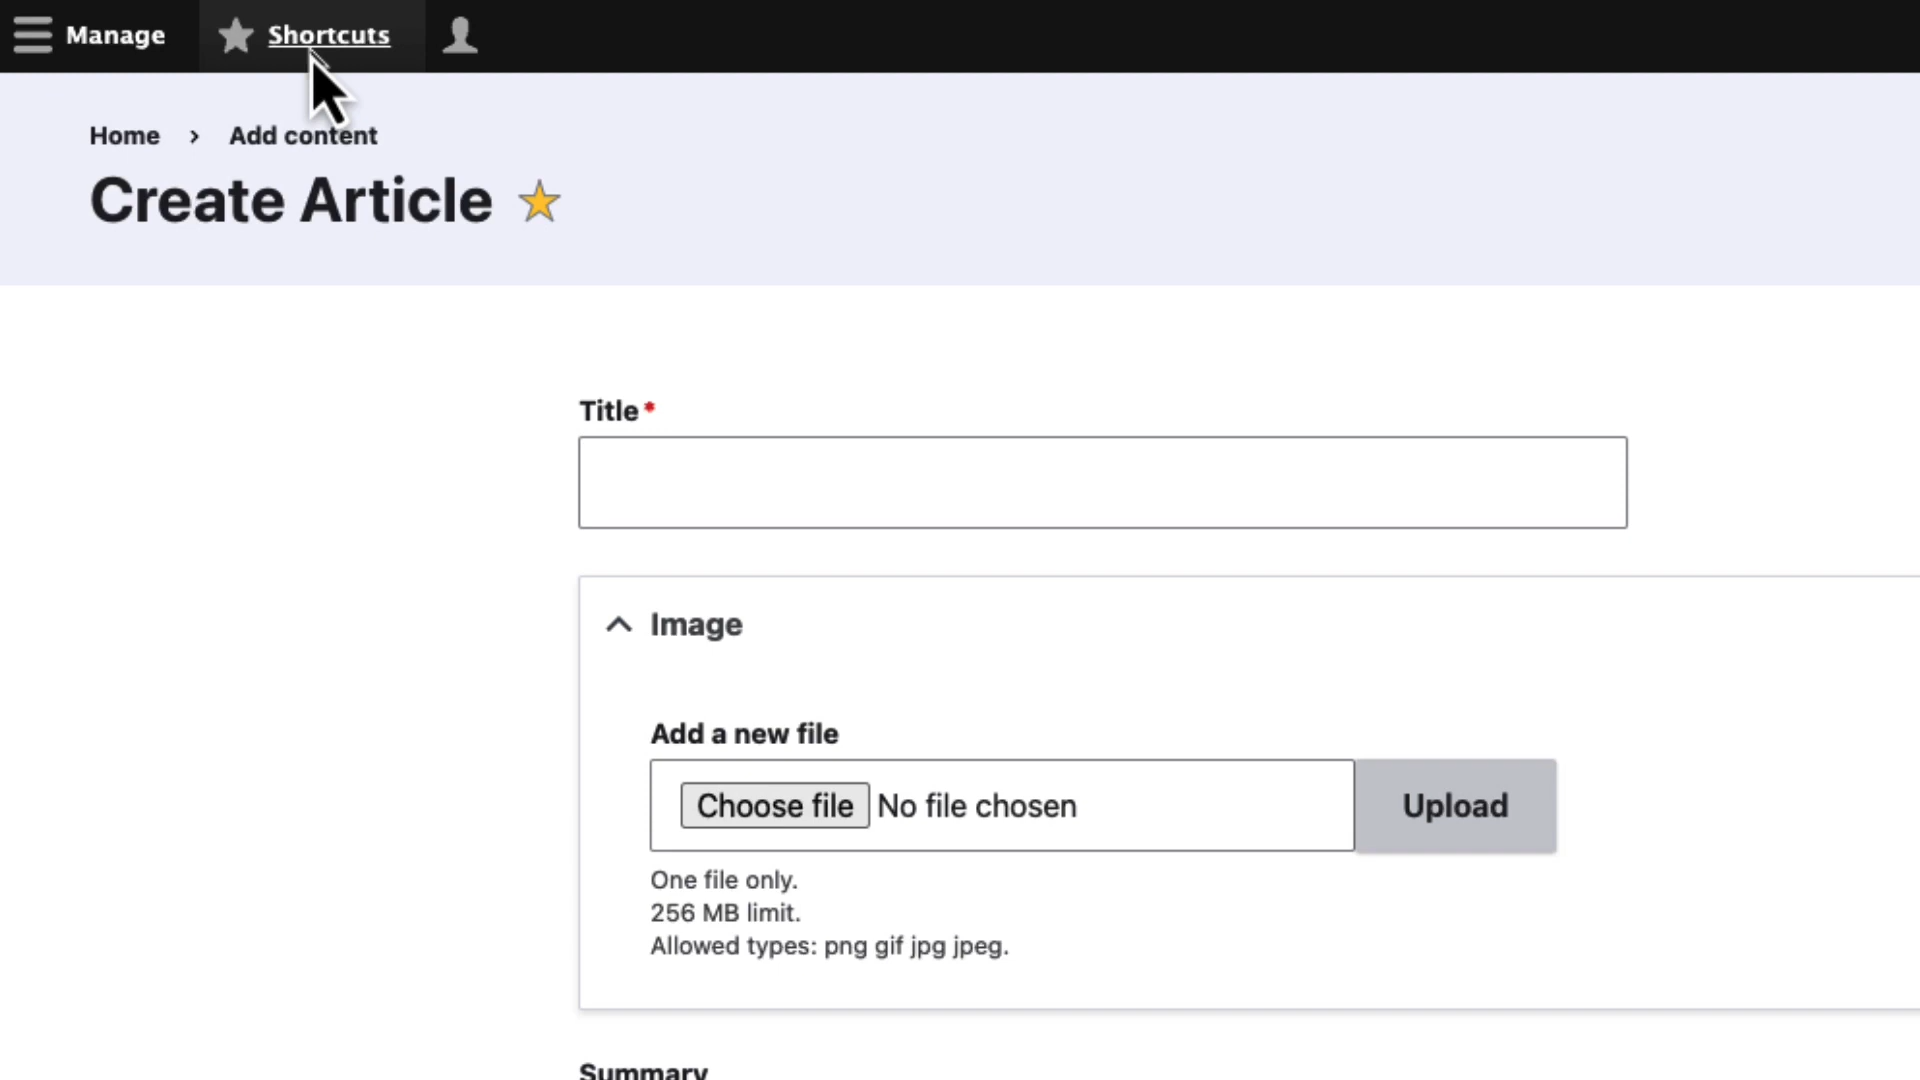 Manage
Shortcuts
Home › Add content
Create Article
Title*
Image
Add a new file
Choose file No file chosen
Upload
One file only.
256 MB limit.
Allowed types: png gif jpg jpeg.
Summary